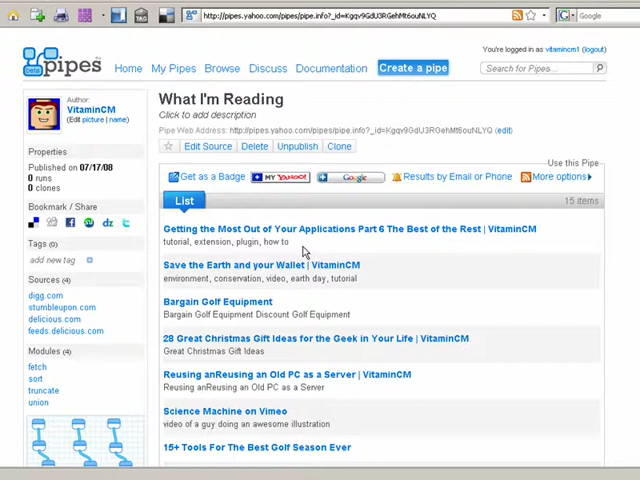 http://pipes.yahoo.com/pipes/pipe.info?_id=Kgqv9GdU3RGehMt6ouNLYQ
Google
You're logged in as vitamincm1 (logout)
pipes
beta
Home My Pipes Browse Discuss Documentation Create a pipe
Search for Pipes...
Author:
VitaminCM
(Edit picture | name)
What I'm Reading
Click to add description
Pipe Web Address: http://pipes.yahoo.com/pipes/pipe.info?_id=Kgqv9GdU3RGehMt6ouNLYQ (edit)
Edit Source Delete Unpublish Clone
Properties
Published on 07/17/08
0 runs
0 clones
Use this Pipe
Get as a Badge MY YAHOO! Google Results by Email or Phone More options
List
15 items
Bookmark / Share
Tags (0)
add new tag
Sources (4)
digg.com
stumbleupon.com
delicious.com
feeds.delicious.com
Modules (4)
fetch
sort
truncate
union
Getting the Most Out of Your Applications Part 6 The Best of the Rest | VitaminCM
tutorial, extension, plugin, how to
Save the Earth and your Wallet | VitaminCM
environment, conservation, video, earth day, tutorial
Bargain Golf Equipment
Bargain Golf Equipment Discount Golf Equipment
28 Great Christmas Gift Ideas for the Geek in Your Life | VitaminCM
Great Christmas Gift Ideas
Reusing anReusing an Old PC as a Server | VitaminCM
Reusing anReusing an Old PC as a Server
Science Machine on Vimeo
video of a guy doing an awesome illustration
15+ Tools For The Best Golf Season Ever